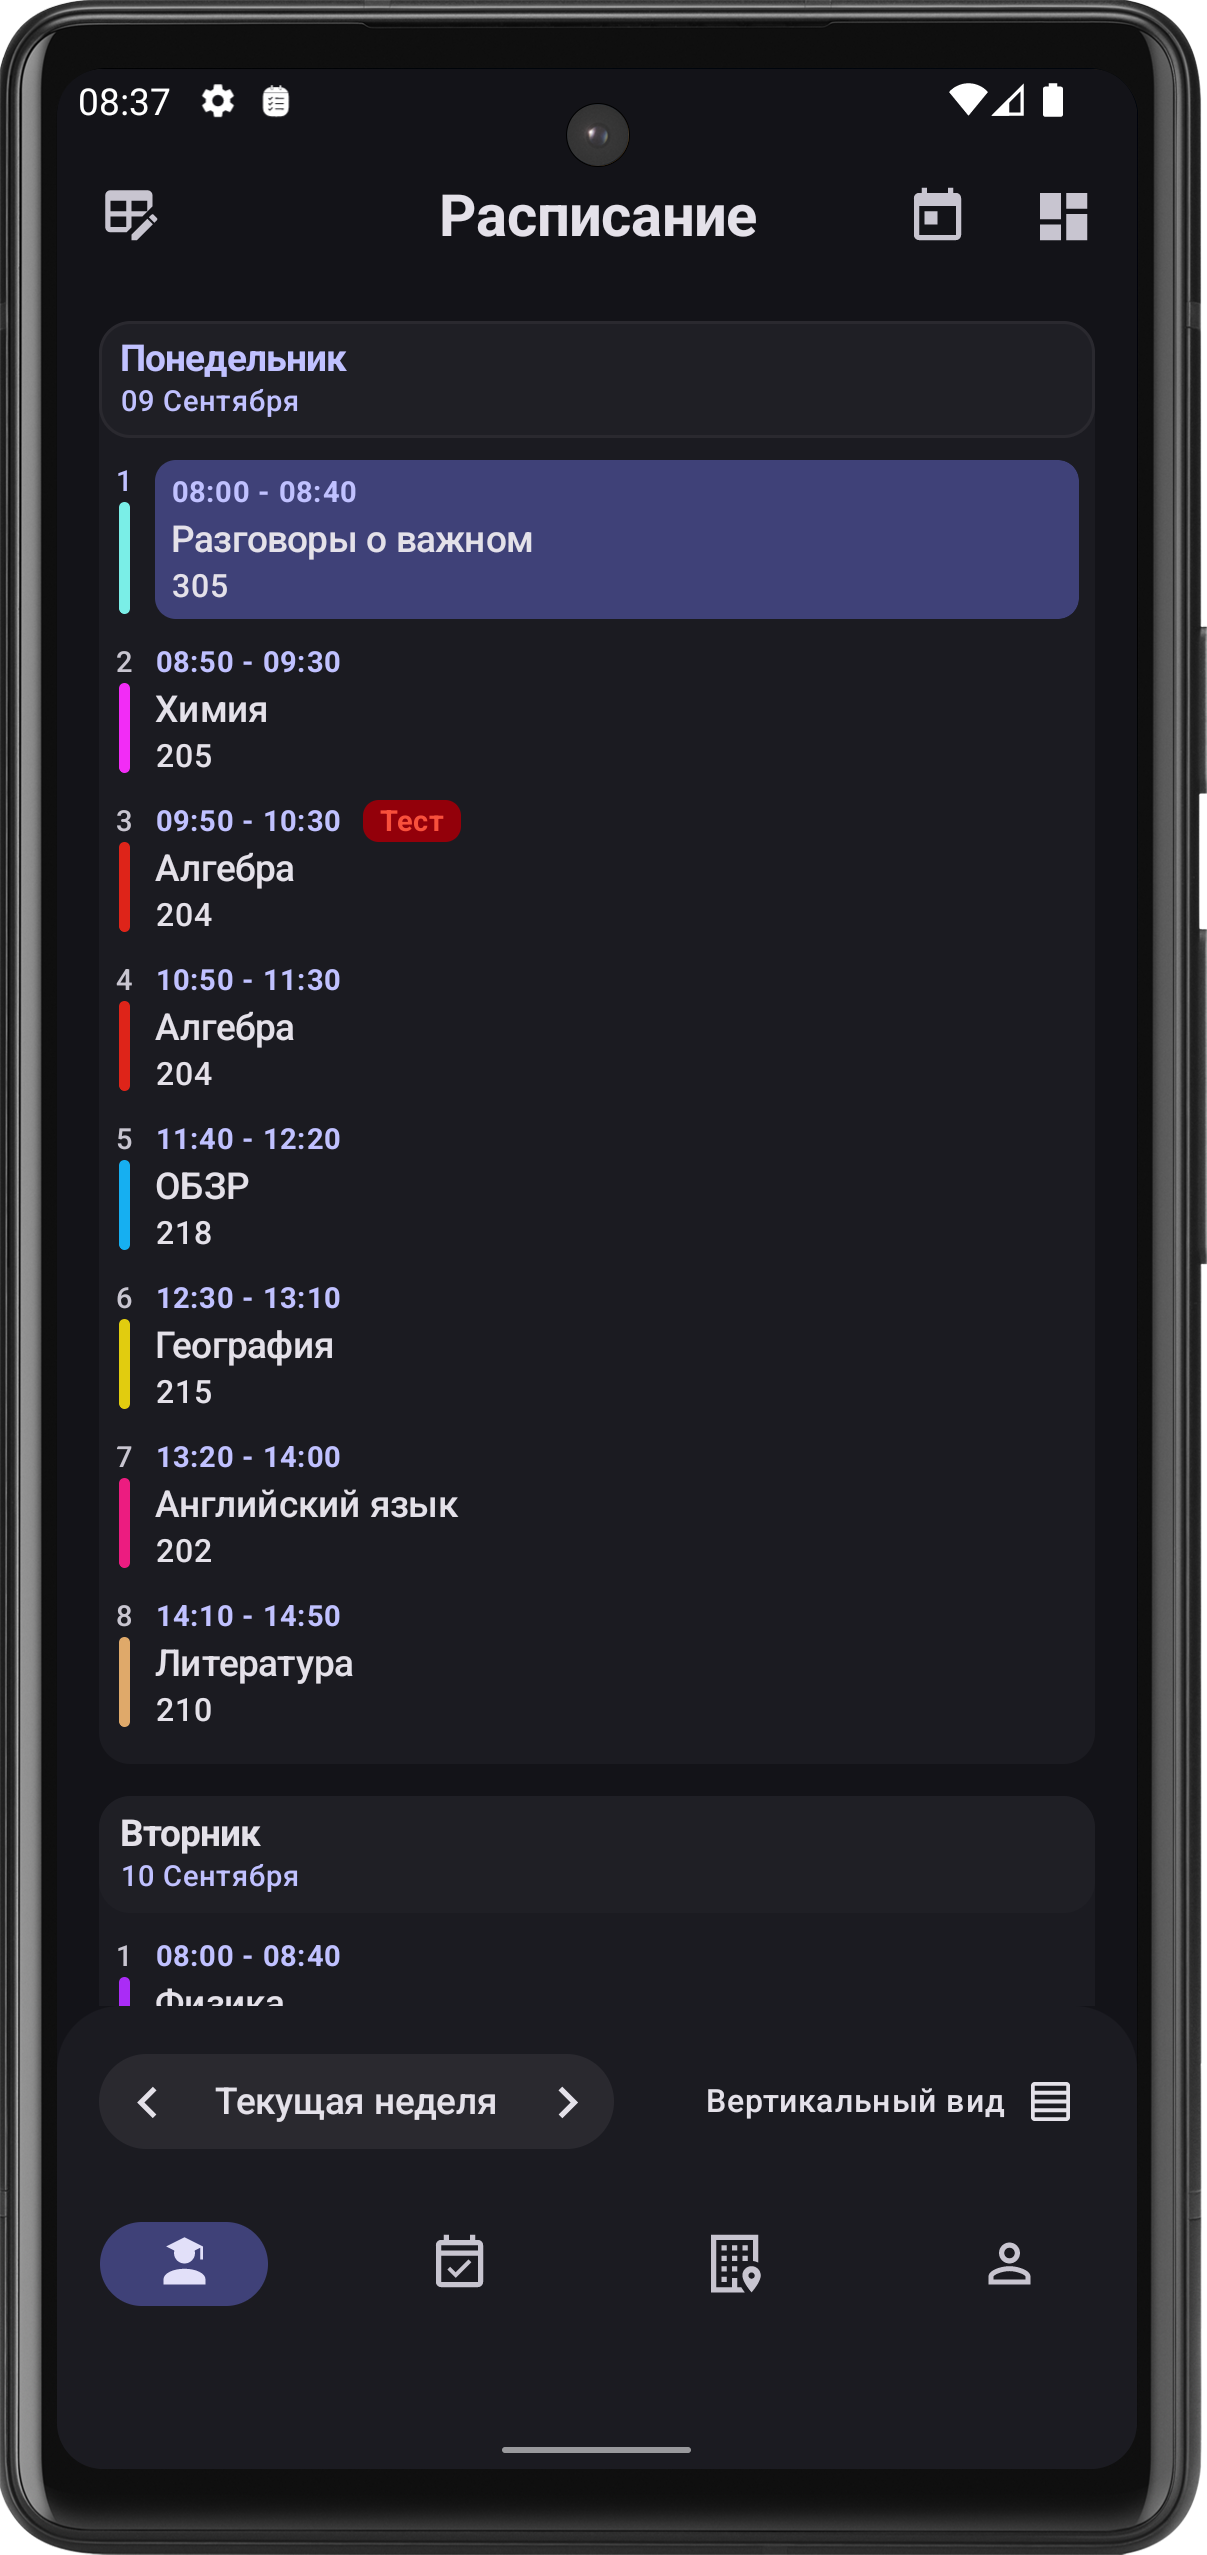 08:37
Расписание
Понедельник
09 Сентября
1
08:00 - 08:40
Разговоры о важном
305
2 08:50 - 09:30
Химия
205
3 09:50 - 10:30 Тест
Алгебра
204
4 10:50 - 11:30
Алгебра
204
5 11:40 - 12:20
ОБЗР
218
6 12:30 - 13:10
География
215
7 13:20 - 14:00
Английский язык
202
8 14:10 - 14:50
Литература
210
Вторник
10 Сентября
1 08:00 - 08:40
Физика
Текущая неделя Вертикальный вид